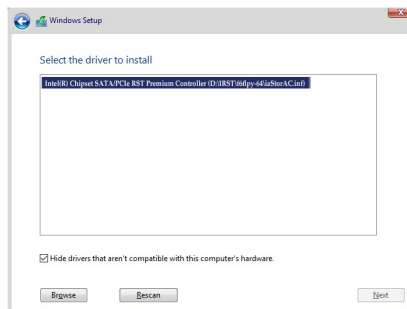 Windows Setup
Select the driver to install
Intel(R) Chipset SATA/PCIe RST Premium Controller (D:\IRST\f6flpy-64\iaStorAC.inf)
Hide drivers that aren't compatible with this computer's hardware.
Browse Rescan Next